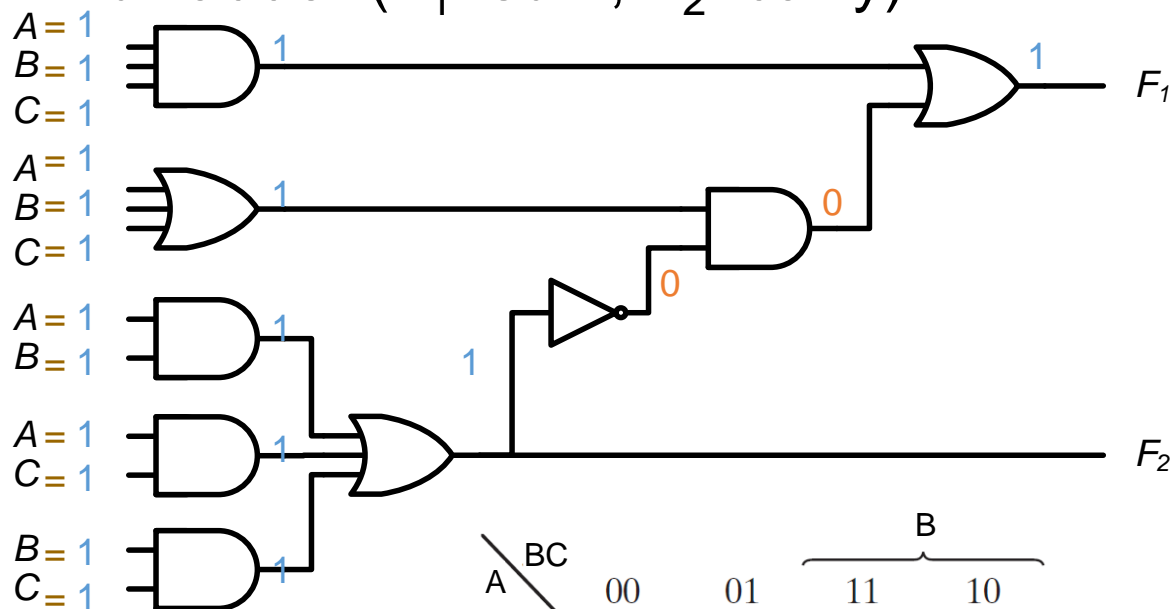 A = 1
1
1
B = 1
F1
C = 1
A = 1
1
B = 1
0
C = 1
0
A = 1
1
B = 1
1
A = 1
1
F2
C = 1
B
BC
B = 1
1
A
00 01 11 10
C = 1